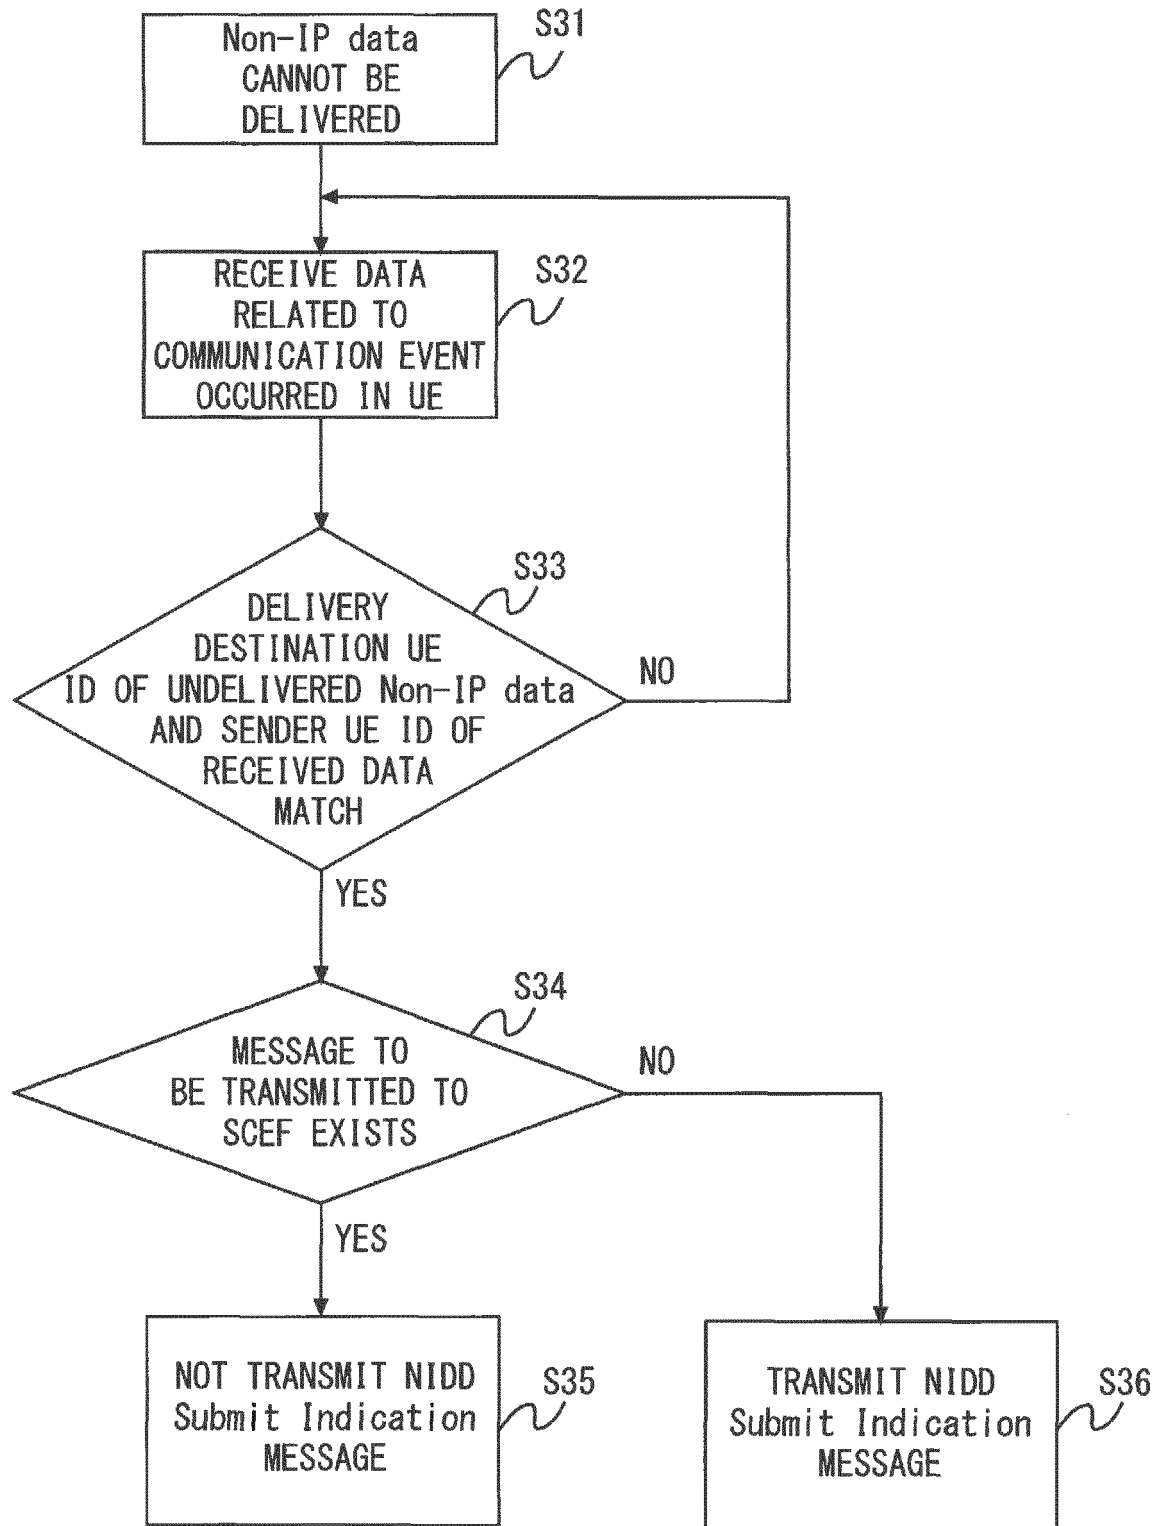 Non-IP data
CANNOT BE
DELIVERED
S31
RECEIVE DATA
RELATED TO
COMMUNICATION EVENT
OCCURRED IN UE
S32
DELIVERY
DESTINATION UE
ID OF UNDELIVERED Non-IP data
AND SENDER UE ID OF
RECEIVED DATA
MATCH
S33
NO
YES
MESSAGE TO
BE TRANSMITTED TO
SCEF EXISTS
S34
NO
YES
NOT TRANSMIT NIDD
Submit Indication
MESSAGE
S35
TRANSMIT NIDD
Submit Indication
MESSAGE
S36